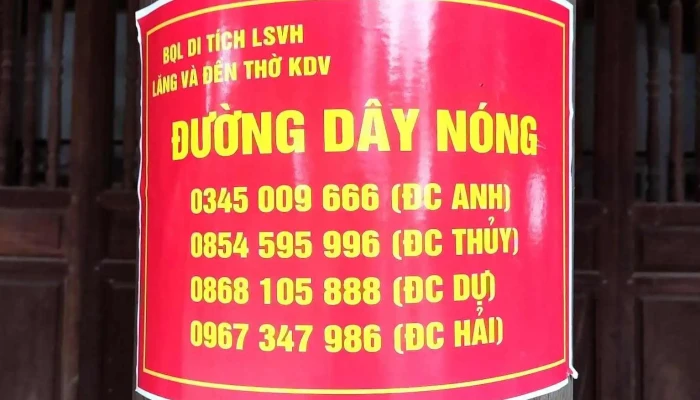 BQL DI TÍCH LSVH
LĂNG VÀ ĐỀN THỜ KDV
ĐƯỜNG DÂY NÓNG
0345 009 666 (ĐC ANH)
0854 595 996 (ĐC THỦY)
0868 105 888 (ĐC DỰ)
0967 347 986 (ĐC HẢI)